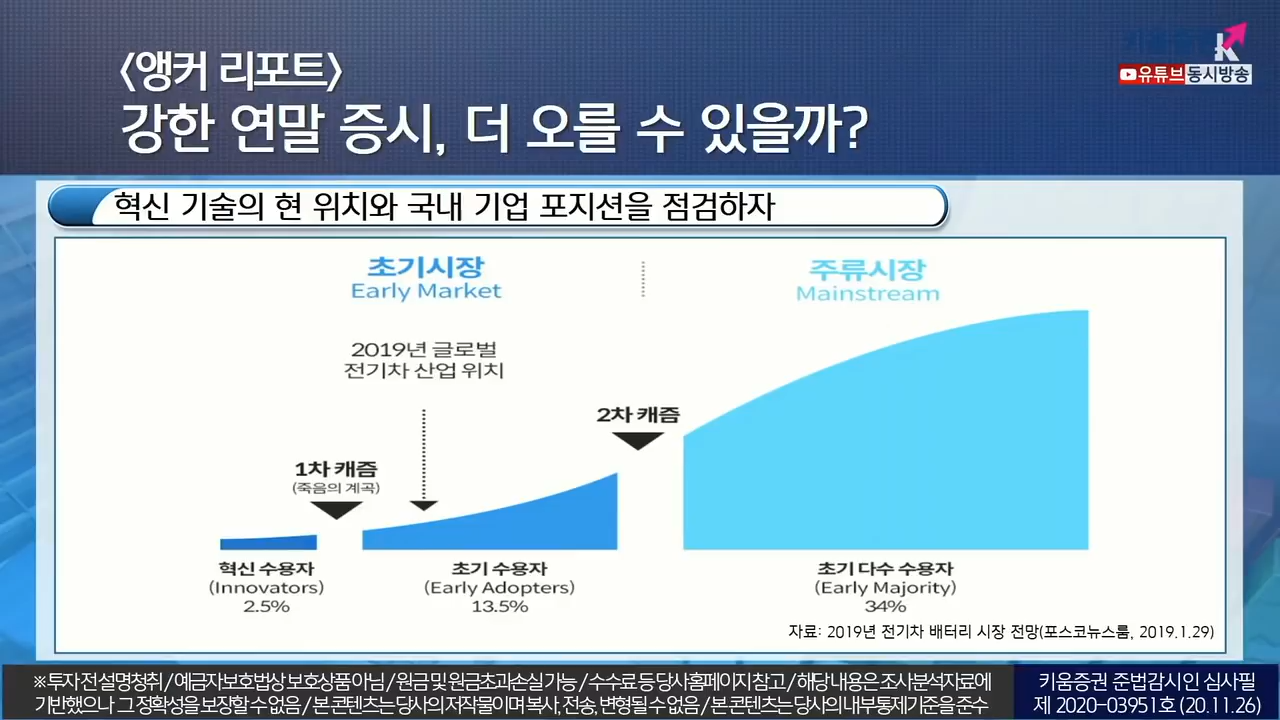 <앵커 리포트>
강한 연말 증시, 더 오를 수 있을까?
K
유튜브 동시방송
혁신 기술의 현 위치와 국내 기업 포지션을 점검하자
초기시장
Early Market
주류시장
Mainstream
2019년 글로벌
전기차 산업 위치
2차 캐즘
1차 캐즘
(죽음의 계곡)
혁신 수용자
(Innovators)
2.5%
초기 수용자
(Early Adopters)
13.5%
초기 다수 수용자
(Early Majority)
34%
자료: 2019년 전기차 배터리 시장 전망(포스코뉴스룸, 2019.1.29)
※ 투자 전 설명청취 / 예금자보호법상 보호상품 아님 / 원금 및 원금초과손실 가능 / 수수료 등 당사홈페이지 참고 / 해당 내용은 조사분석자료에
기반했으나 그 정확성을 보장할 수 없음 / 본 콘텐츠는 당사의 저작물이며 복사, 전송, 변형될 수 없음 / 본 콘텐츠는 당사의 내부통제기준을 준수
키움증권 준법감시인 심사필
제 2020-03951호 (20.11.26)